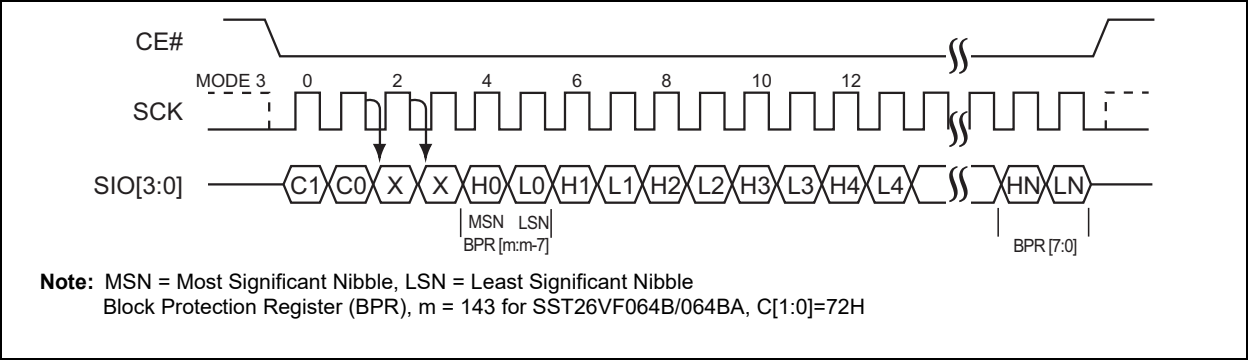 CE#
MODE 3 0 2 4 6 8 10 12
SCK
SIO[3:0] C1 C0 X X H0 L0 H1 L1 H2 L2 H3 L3 H4 L4 HN LN
MSN LSN
BPR [m:m-7] BPR [7:0]
Note: MSN = Most Significant Nibble, LSN = Least Significant Nibble
Block Protection Register (BPR), m = 143 for SST26VF064B/064BA, C[1:0]=72H